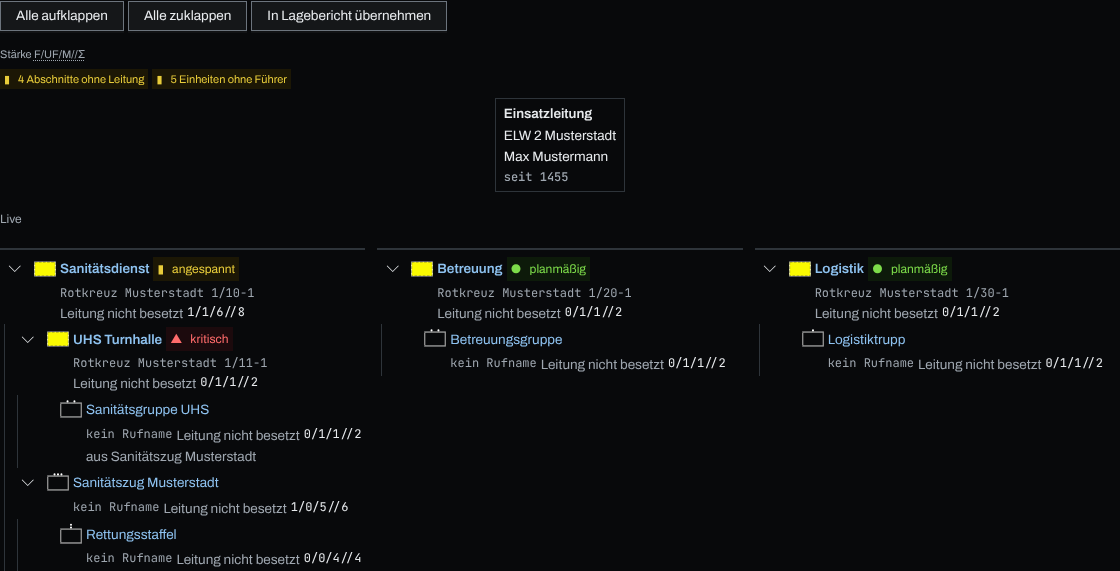 Alle aufklappen Alle zuklappen In Lagebericht übernehmen
Stärke F/UF/M//Σ
4 Abschnitte ohne Leitung 5 Einheiten ohne Führer
Einsatzleitung
ELW 2 Musterstadt
Max Mustermann
seit 1455
Live
Sanitätsdienst angespannt
Rotkreuz Musterstadt 1/10-1
Leitung nicht besetzt 1/1/6//8
UHS Turnhalle kritisch
Rotkreuz Musterstadt 1/11-1
Leitung nicht besetzt 0/1/1//2
Sanitätsgruppe UHS
kein Rufname Leitung nicht besetzt 0/1/1//2
aus Sanitätszug Musterstadt
Sanitätszug Musterstadt
kein Rufname Leitung nicht besetzt 1/0/5//6
Rettungsstaffel
kein Rufname Leitung nicht besetzt 0/0/4//4
Betreuung planmäßig
Rotkreuz Musterstadt 1/20-1
Leitung nicht besetzt 0/1/1//2
Betreuungsgruppe
kein Rufname Leitung nicht besetzt 0/1/1//2
Logistik planmäßig
Rotkreuz Musterstadt 1/30-1
Leitung nicht besetzt 0/1/1//2
Logistiktrupp
kein Rufname Leitung nicht besetzt 0/1/1//2